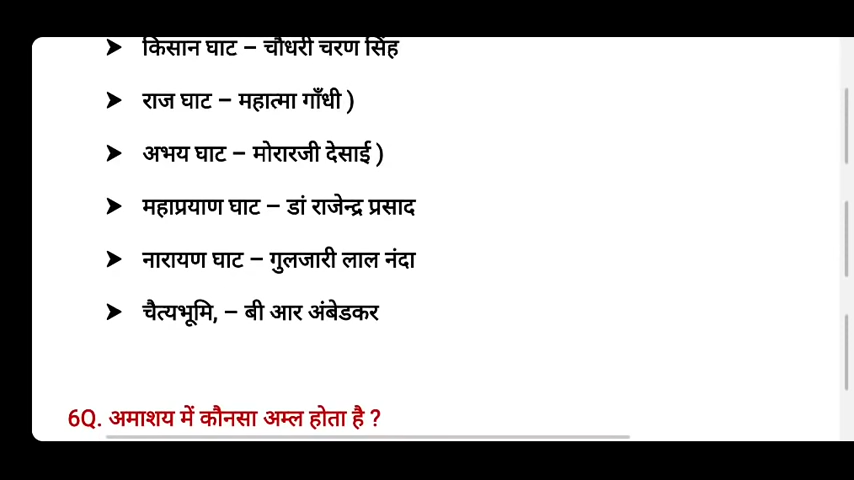 ➤ किसान घाट – चौधरी चरण सिंह
➤ राज घाट – महात्मा गाँधी )
➤ अभय घाट – मोरारजी देसाई )
➤ महाप्रयाण घाट – डां राजेन्द्र प्रसाद
➤ नारायण घाट – गुलजारी लाल नंदा
➤ चैत्यभूमि, – बी आर अंबेडकर
6Q. अमाशय में कौनसा अम्ल होता है ?